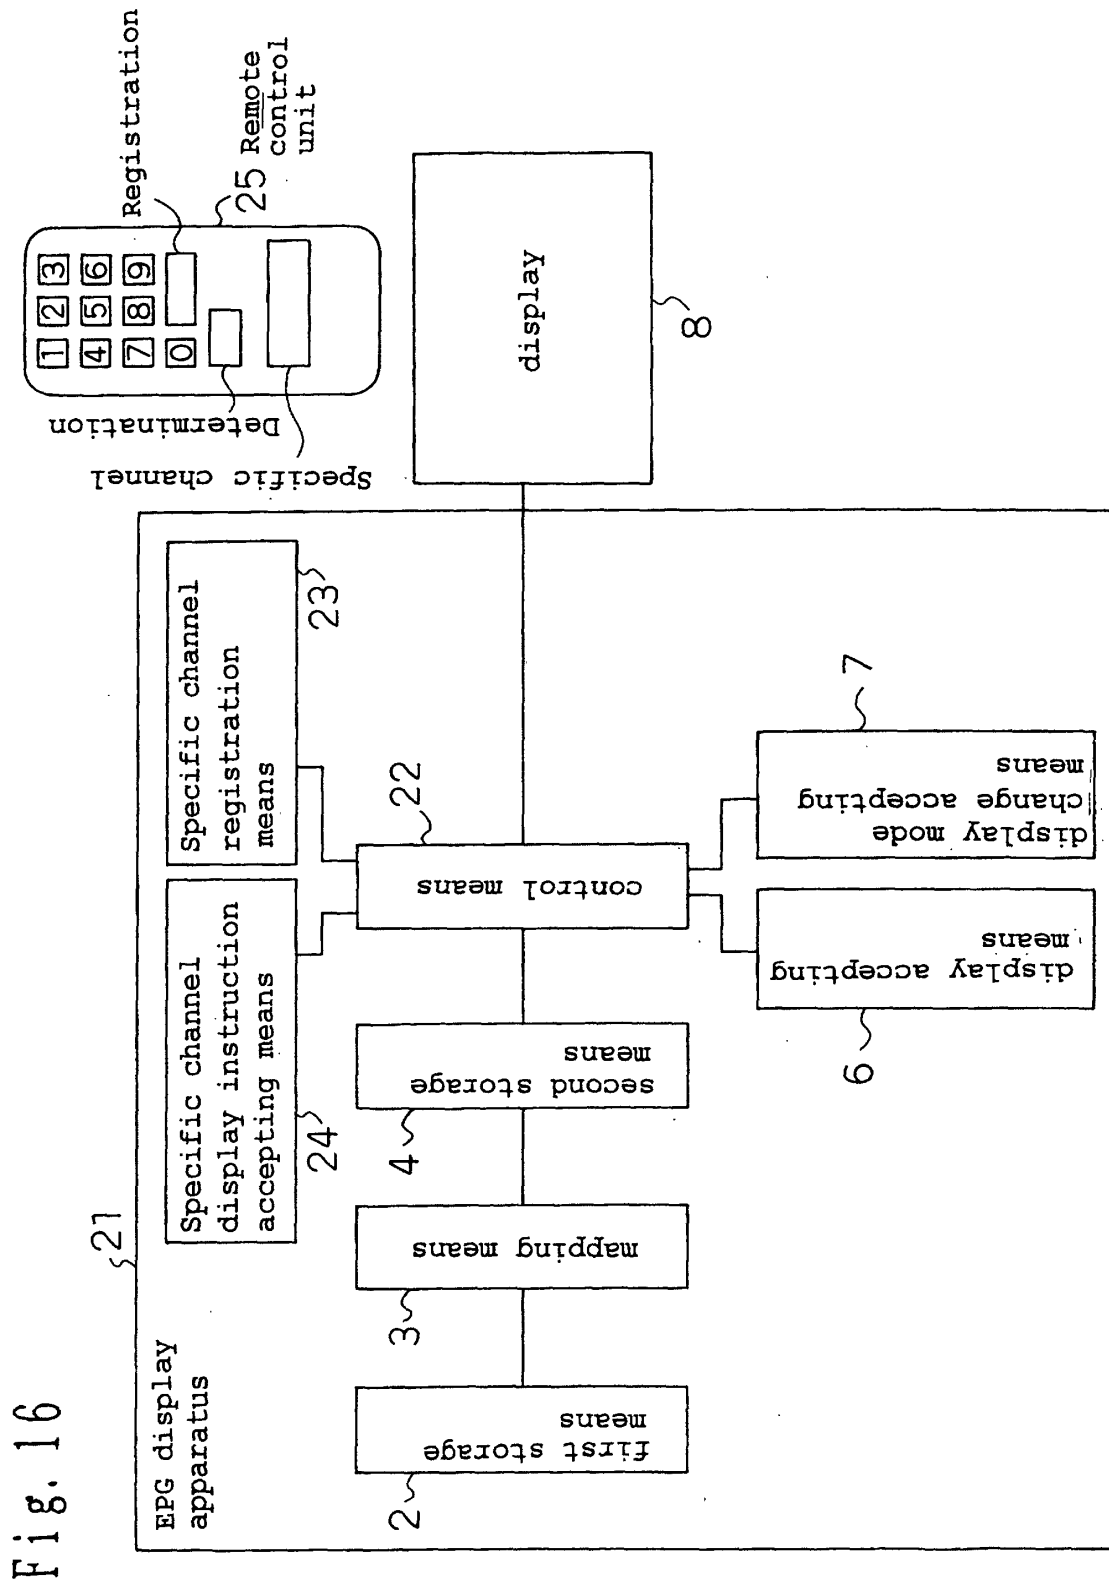 Fig. 16
EPG display
apparatus
21
Specific channel
display instruction
accepting means
24
Specific channel
registration
means
23
first storage
means
2
mapping means
3
second storage
means
4
control means
22
display accepting
means
6
display mode
change accepting
means
7
display
8
1 2 3
4 5 6
7 8 9
0
Registration
25 Remote
control
unit
Determination
Specific channel